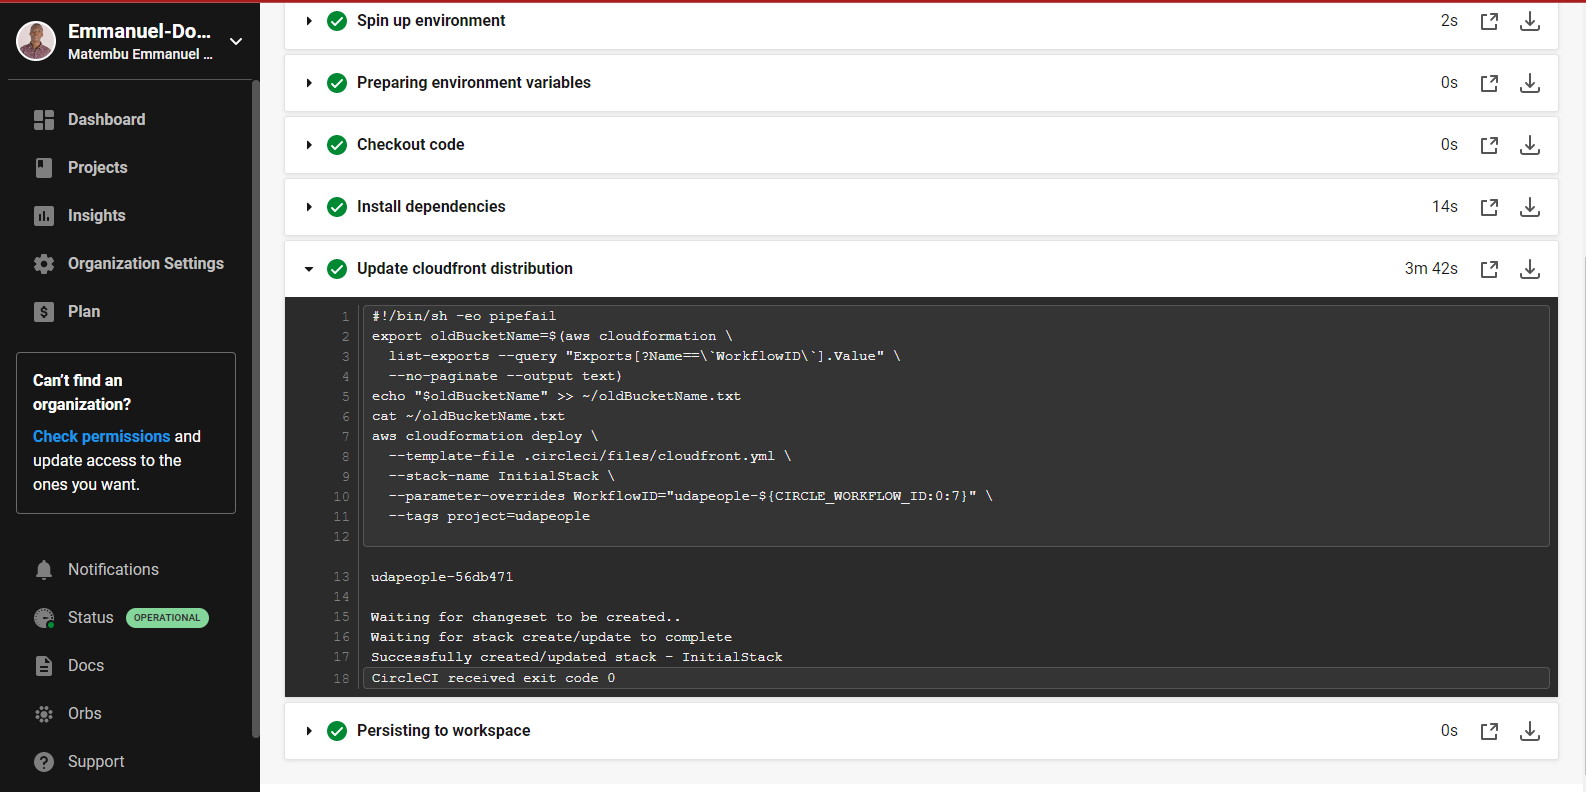 Emmanuel-Do...
Matembu Emmanuel ...
Dashboard
Projects
Insights
Organization Settings
Plan
Can't find an
organization?
Check permissions and
update access to the
ones you want.
Notifications
Status OPERATIONAL
Docs
Orbs
Support
Spin up environment 2s
Preparing environment variables 0s
Checkout code 0s
Install dependencies 14s
Update cloudfront distribution 3m 42s
1 #!/bin/sh -eo pipefail
2 export oldBucketName=$(aws cloudformation \
3   list-exports --query "Exports[?Name==\`WorkflowID\`].Value" \
4   --no-paginate --output text)
5 echo "$oldBucketName" >> ~/oldBucketName.txt
6 cat ~/oldBucketName.txt
7 aws cloudformation deploy \
8   --template-file .circleci/files/cloudfront.yml \
9   --stack-name InitialStack \
10   --parameter-overrides WorkflowID="udapeople-${CIRCLE_WORKFLOW_ID:0:7}" \
11   --tags project=udapeople
12
13 udapeople-56db471
14
15 Waiting for changeset to be created..
16 Waiting for stack create/update to complete
17 Successfully created/updated stack - InitialStack
18 CircleCI received exit code 0
Persisting to workspace 0s